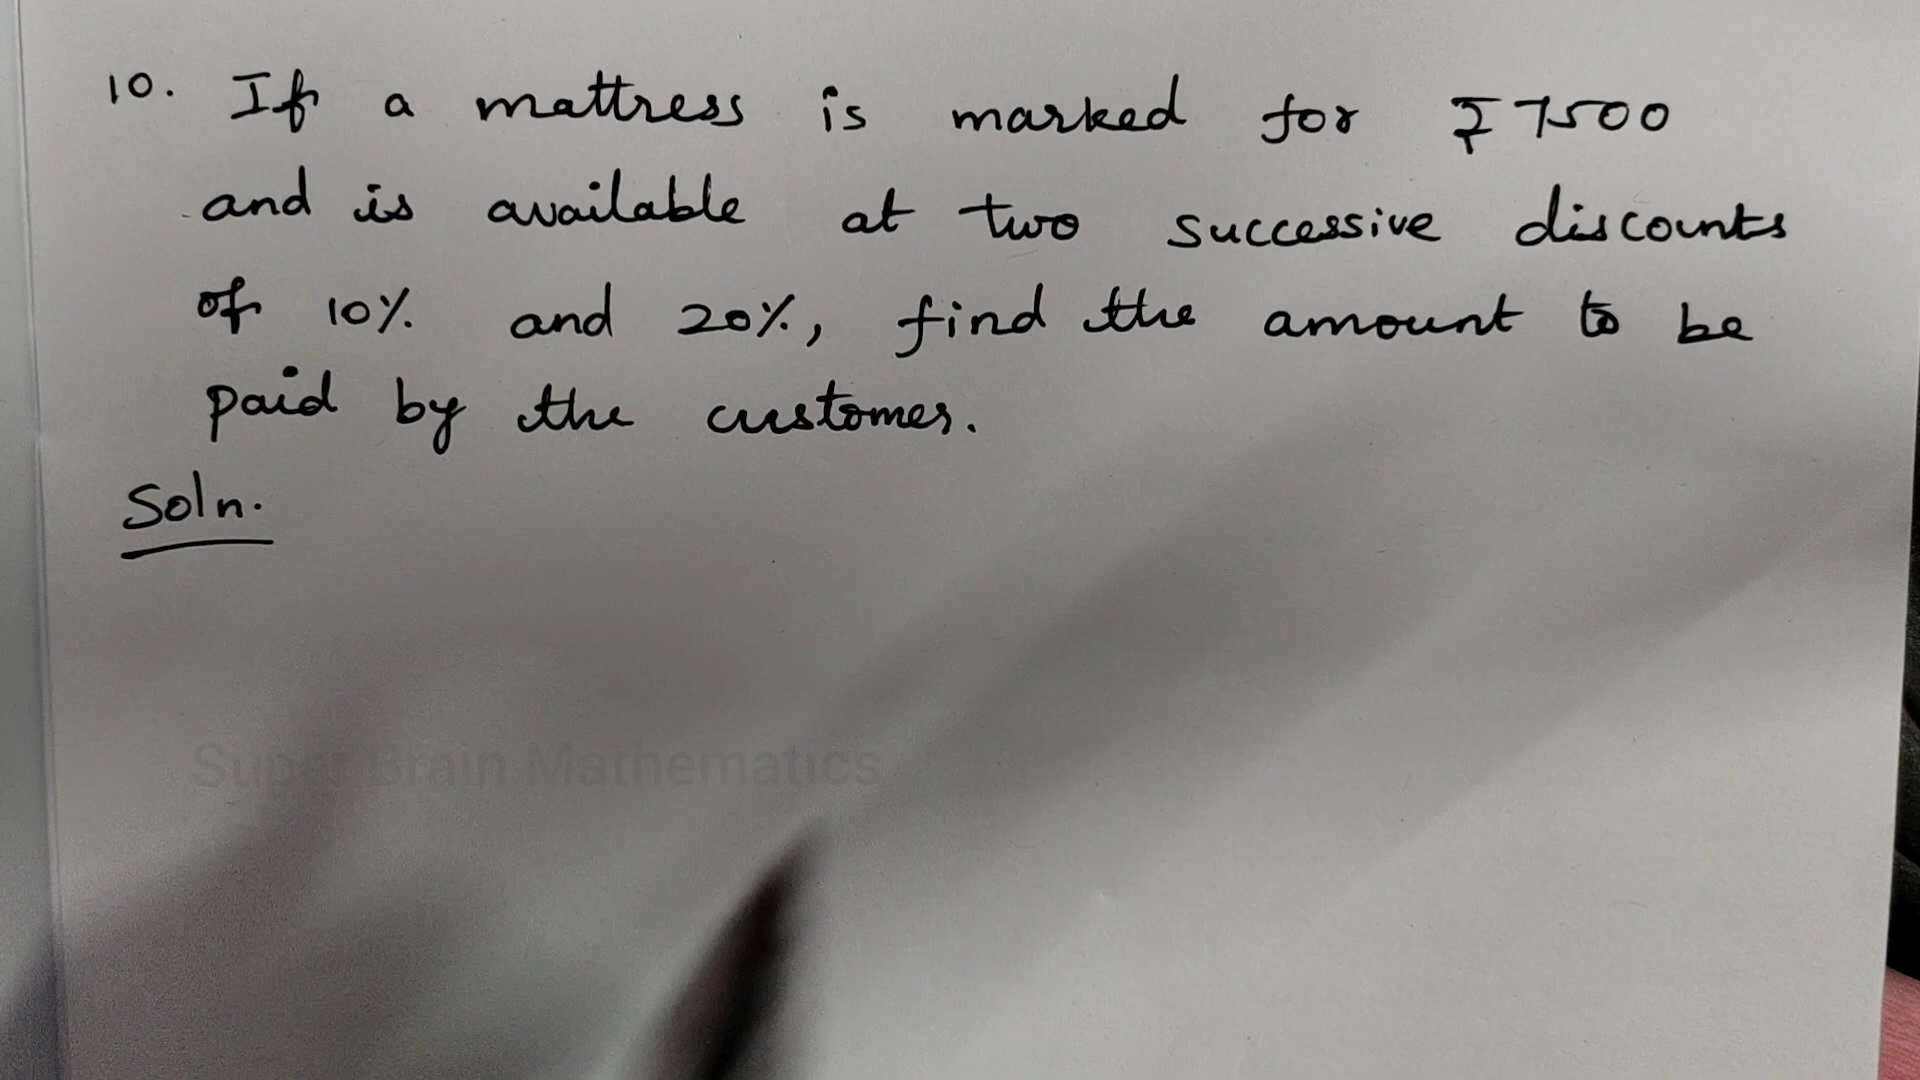 10. If a mattress is marked for ₹7500
and is available at two successive discounts
of 10% and 20%, find the amount to be
paid by the customer.
Soln.
Super Brain Mathematics